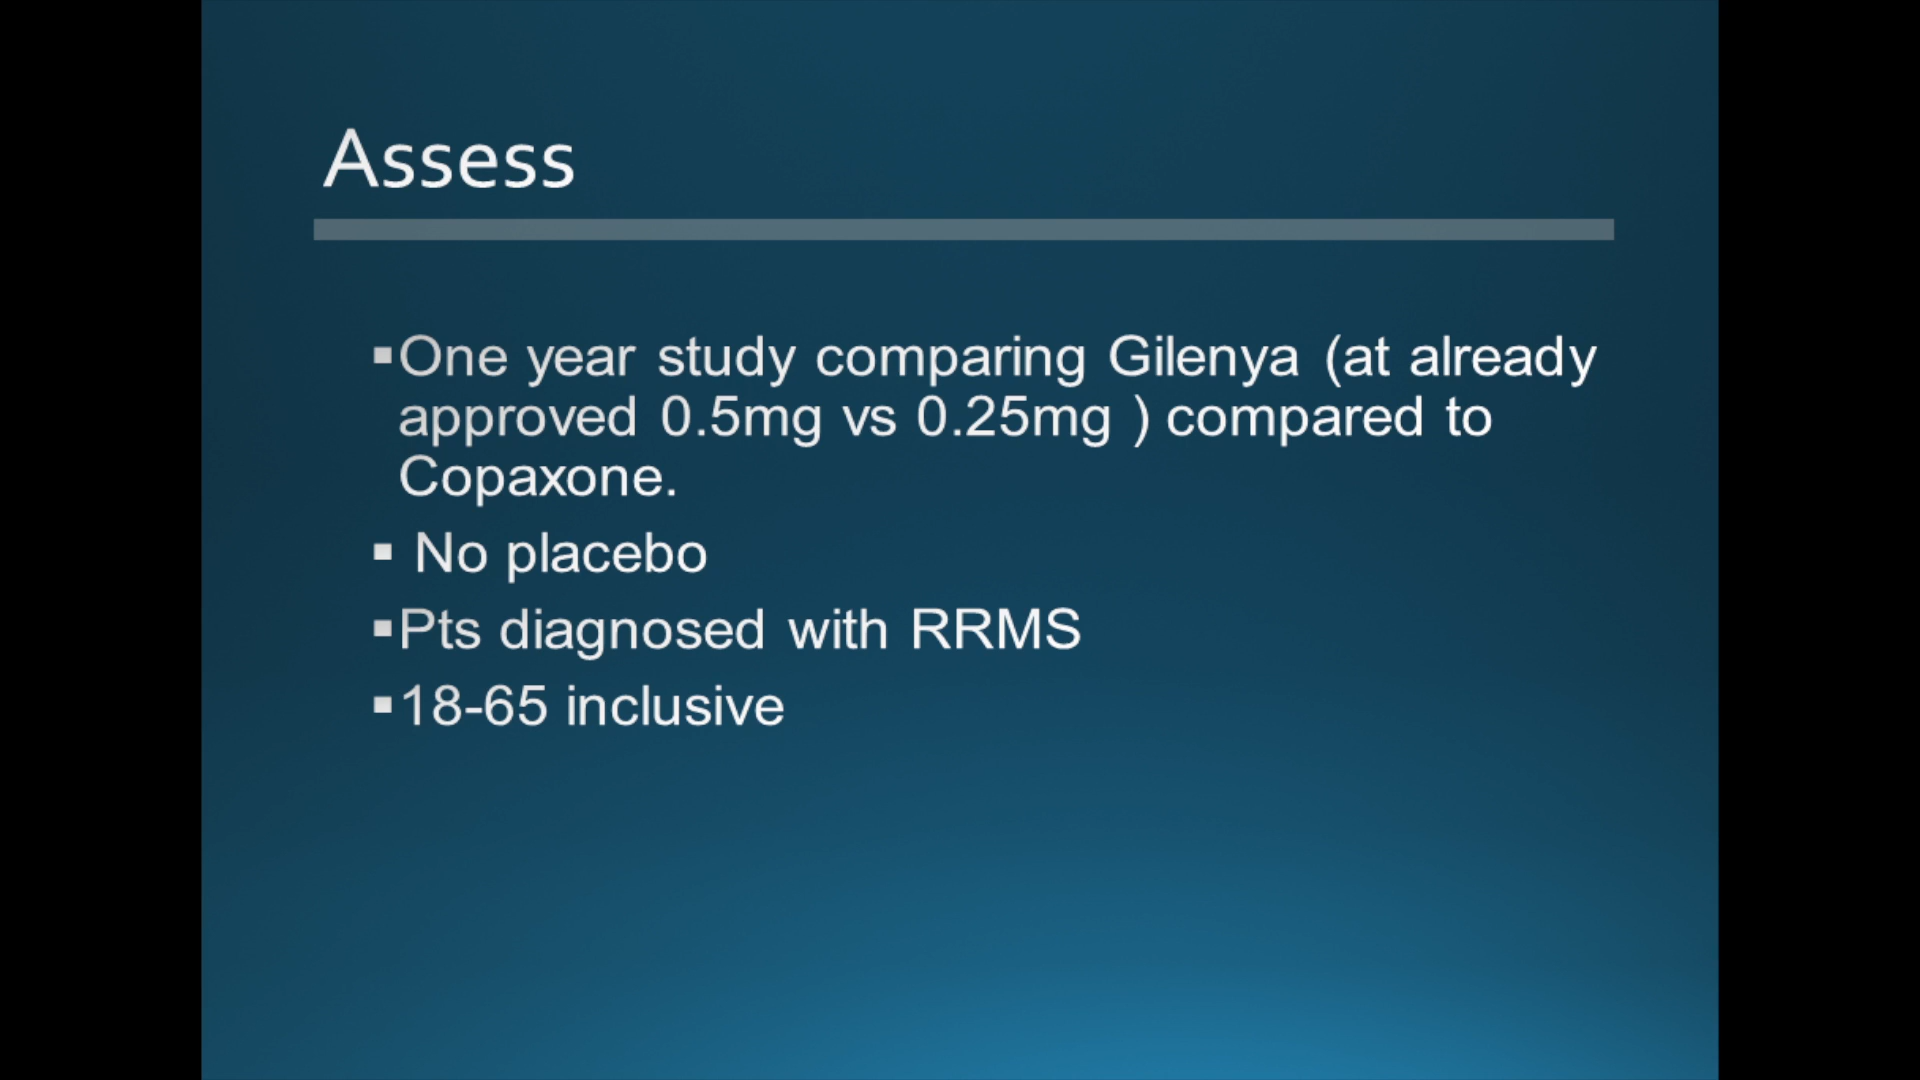 Assess
▪One year study comparing Gilenya (at already
approved 0.5mg vs 0.25mg ) compared to
Copaxone.
▪ No placebo
▪Pts diagnosed with RRMS
▪18-65 inclusive